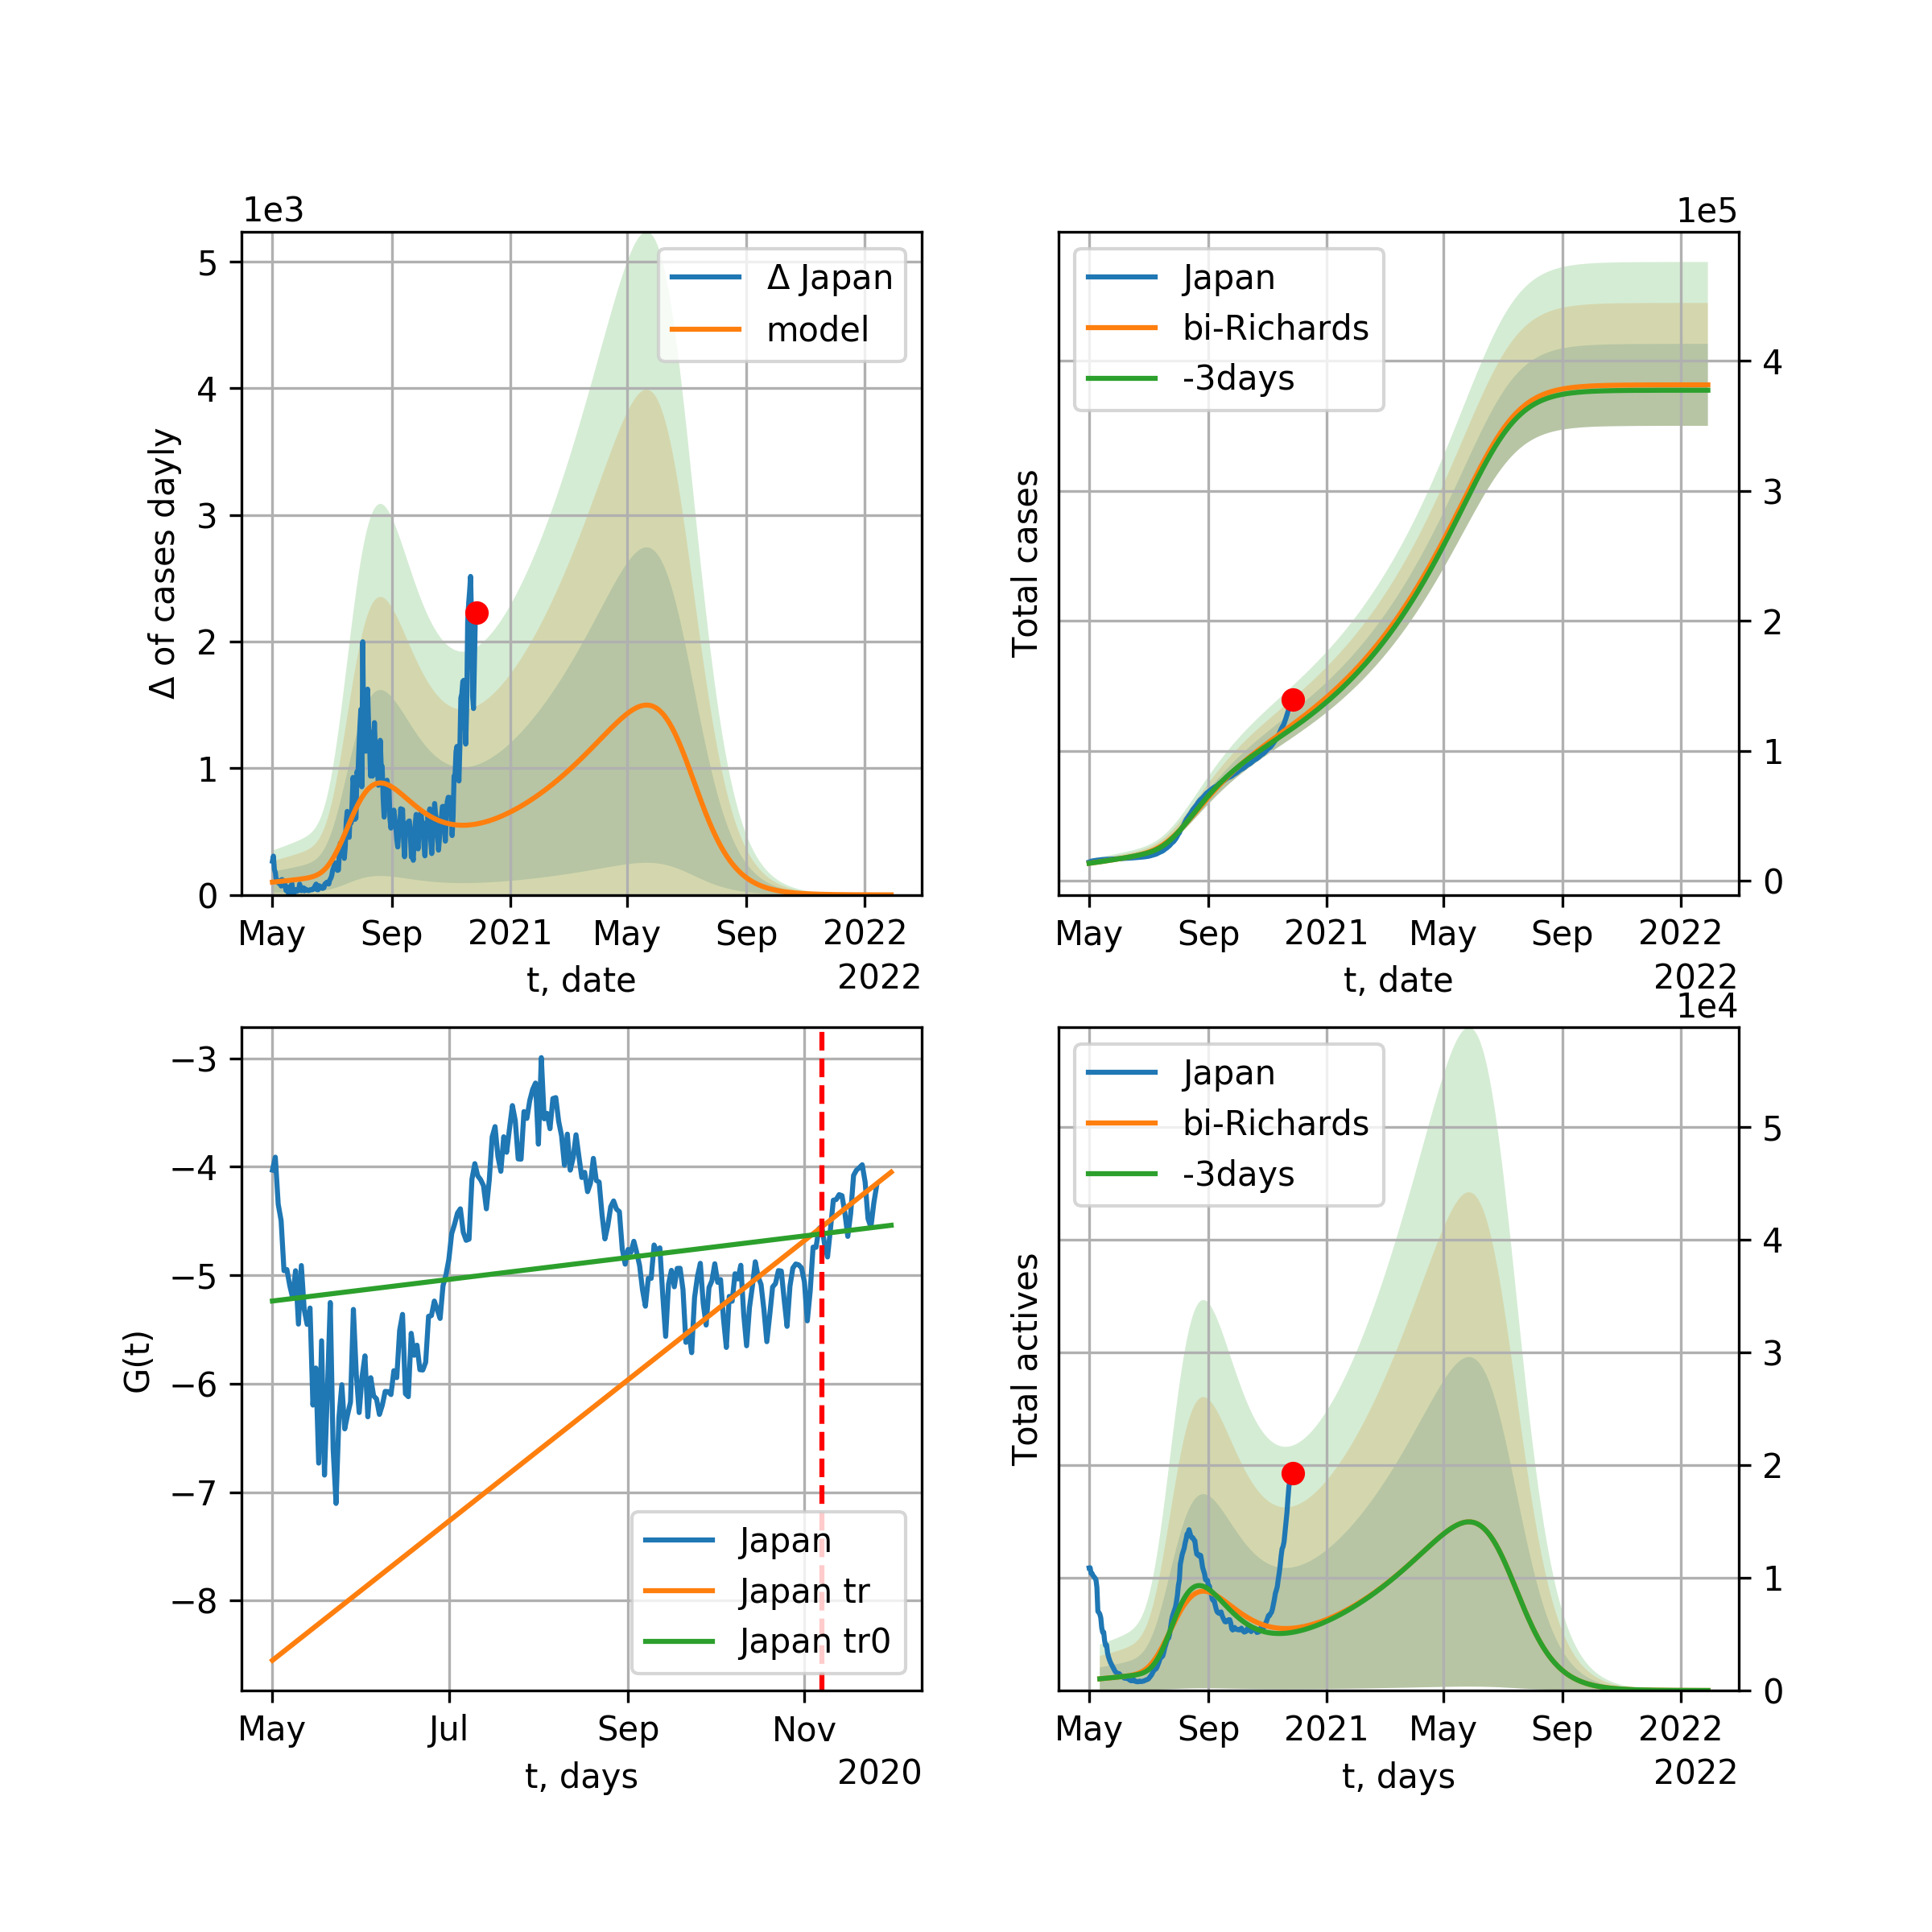 1e3
5
4
3
2
1
0
Δ of cases dayly
Δ Japan
model
May Sep 2021 May Sep 2022
t, date
2022
1e5
Japan
bi-Richards
-3days
Total cases
4
3
2
1
0
May Sep 2021 May Sep 2022
t, date
2022
−3
−4
−5
−6
−7
−8
G(t)
Japan
Japan tr
Japan tr0
May Jul Sep Nov
t, days
2020
1e4
Japan
bi-Richards
-3days
Total actives
5
4
3
2
1
0
May Sep 2021 May Sep 2022
t, days
2022